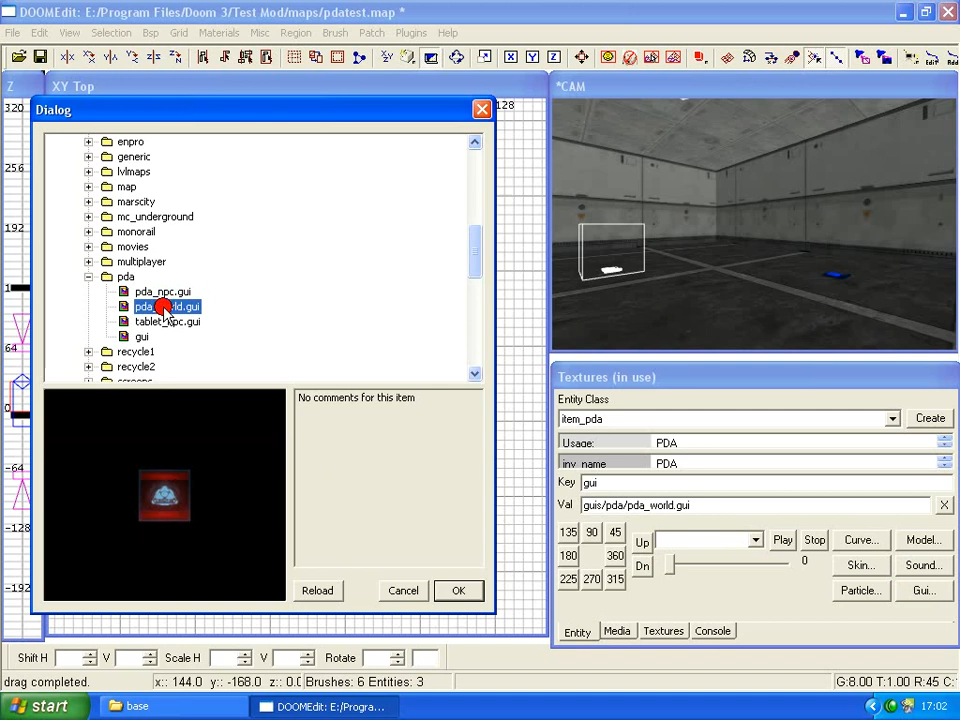 DOOMEdit: E:/Program Files/Doom 3/Test Mod/maps/pdatest.map *
File Edit View Selection Bsp Grid Materials Misc Region Brush Patch Plugins Help
Z
XY Top
*CAM
320
256
192
64
0
-64
-128
-192
128
Dialog
enpro
generic
lvlmaps
map
marscity
mc_underground
monorail
movies
multiplayer
pda
pda_npc.gui
tablet_npc.gui
gui
recycle1
recycle2
No comments for this item
Reload Cancel OK
Textures (in use)
Entity Class
item_pda Create
Usage: PDA
inv_name PDA
Key gui
Val guis/pda/pda_world.gui X
135 90 45 Up Play Stop Curve... Model...
180 360 Dn 0 Skin... Sound...
225 270 315 Particle... Gui...
Entity Media Textures Console
Shift H V Scale H V Rotate
drag completed. x:: 144.0 y:: -168.0 z:: 0.0 Brushes: 6 Entities: 3 G:8.00 T:1.00 R:45 C
start base DOOMEdit: E:/Progra... 17:02